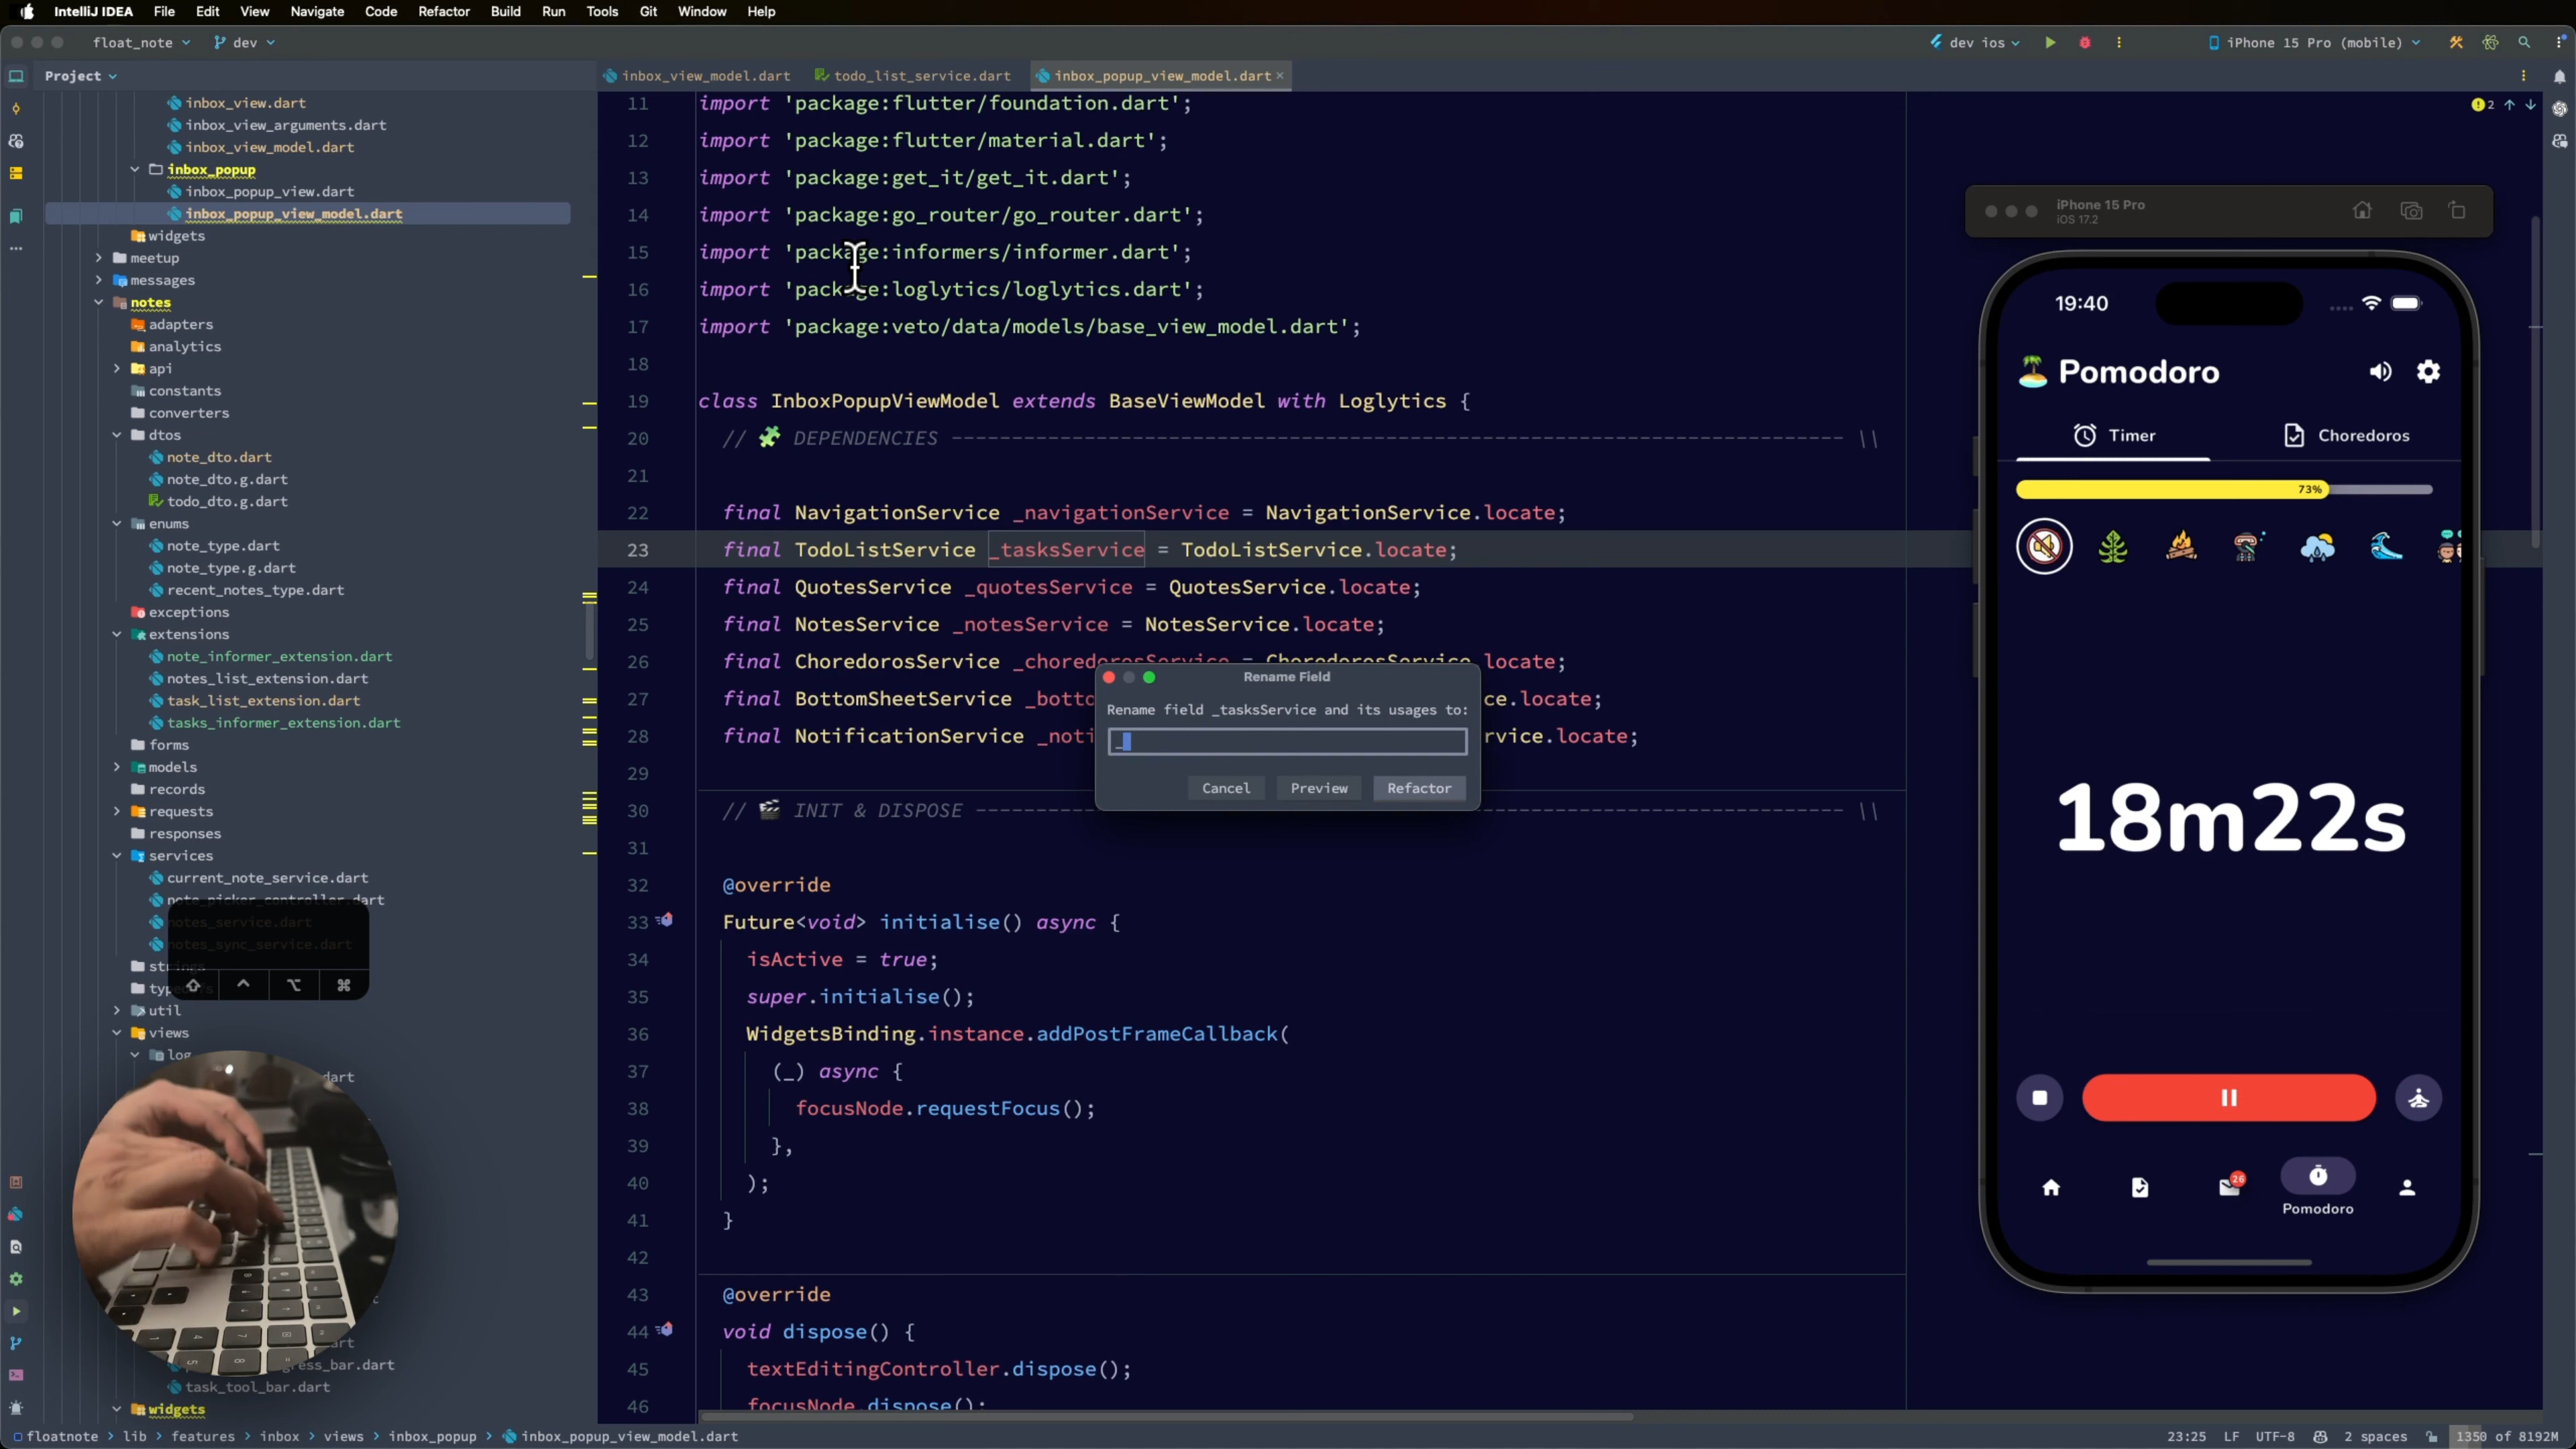 IntelliJ IDEA File Edit View Navigate Code Refactor Build Run Tools Git Window Help
float_note dev dev ios iPhone 15 Pro (mobile)
Project
inbox_view_model.dart todo_list_service.dart inbox_popup_view_model.dart
inbox_view.dart
inbox_view_arguments.dart
inbox_view_model.dart
inbox_popup
inbox_popup_view.dart
inbox_popup_view_model.dart
widgets
meetup
messages
notes
adapters
analytics
api
constants
converters
dtos
note_dto.dart
note_dto.g.dart
todo_dto.g.dart
enums
note_type.dart
note_type.g.dart
recent_notes_type.dart
exceptions
extensions
note_informer_extension.dart
notes_list_extension.dart
task_list_extension.dart
tasks_informer_extension.dart
forms
models
records
requests
responses
services
current_note_service.dart
note_picker_controller.dart
notes_service.dart
notes_sync_service.dart
util
views
log
dart
ress_bar.dart
task_tool_bar.dart
widgets
2
11 import 'package:flutter/foundation.dart';
12 import 'package:flutter/material.dart';
13 import 'package:get_it/get_it.dart';
14 import 'package:go_router/go_router.dart';
15 import 'package:informers/informer.dart';
16 import 'package:loglytics/loglytics.dart';
17 import 'package:veto/data/models/base_view_model.dart';
18
19 class InboxPopupViewModel extends BaseViewModel with Loglytics {
20 // 🧩 DEPENDENCIES -------------------------------------------------------------------------- \\
21
22 final NavigationService _navigationService = NavigationService.locate;
23 final TodoListService _tasksService = TodoListService.locate;
24 final QuotesService _quotesService = QuotesService.locate;
25 final NotesService _notesService = NotesService.locate;
26 final ChoredorosService _choredorosService = ChoredorosService.locate;
27 final BottomSheetService _botto ce.locate;
28 final NotificationService _noti rvice.locate;
29
30 // 🎬 INIT & DISPOSE ------------------------------------------------------------------------ \\
31
32 @override
33 Future<void> initialise() async {
34 isActive = true;
35 super.initialise();
36 WidgetsBinding.instance.addPostFrameCallback(
37 (_) async {
38 focusNode.requestFocus();
39 },
40 );
41 }
42
43 @override
44 void dispose() {
45 textEditingController.dispose();
46 focusNode.dispose();
Rename Field
Rename field _tasksService and its usages to:
_
Cancel Preview Refactor
iPhone 15 Pro
iOS 17.2
19:40
🏝️ Pomodoro
Timer Choredoros
73%
18m22s
26
Pomodoro
floatnote > lib > features > inbox > views > inbox_popup > inbox_popup_view_model.dart
23:25 LF UTF-8 2 spaces 1350 of 8192M